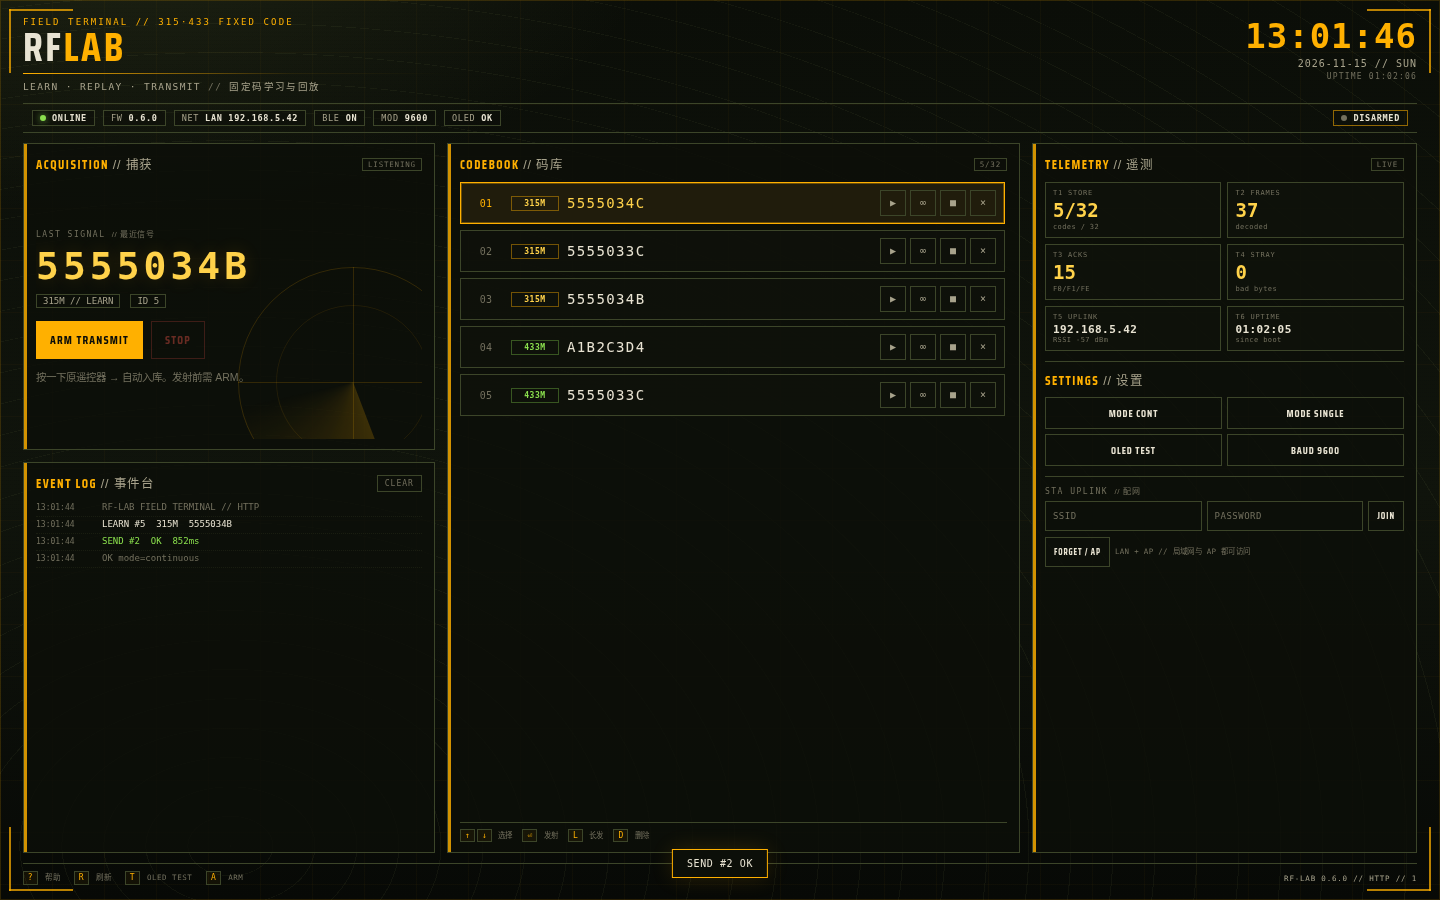 FIELD TERMINAL // 315·433 FIXED CODE
RFLAB
LEARN · REPLAY · TRANSMIT // 固定码学习与回放
13:01:46
2026-11-15 // SUN
UPTIME 01:02:06
ONLINE
FW 0.6.0
NET LAN 192.168.5.42
BLE ON
MOD 9600
OLED OK
DISARMED
ACQUISITION // 捕获
LISTENING
LAST SIGNAL // 最近信号
5555034B
315M // LEARN
ID 5
ARM TRANSMIT
STOP
按一下原遥控器 → 自动入库。发射前需 ARM。
EVENT LOG // 事件台
CLEAR
13:01:44 RF-LAB FIELD TERMINAL // HTTP
13:01:44 LEARN #5 315M 5555034B
13:01:44 SEND #2 OK 852ms
13:01:44 OK mode=continuous
CODEBOOK // 码库
5/32
01 315M 5555034C ▶ ∞ ■ ×
02 315M 5555033C ▶ ∞ ■ ×
03 315M 5555034B ▶ ∞ ■ ×
04 433M A1B2C3D4 ▶ ∞ ■ ×
05 433M 5555033C ▶ ∞ ■ ×
↑ ↓ 选择 ⏎ 发射 L 长发 D 删除
TELEMETRY // 遥测
LIVE
T1 STORE
5/32
codes / 32
T2 FRAMES
37
decoded
T3 ACKS
15
F0/F1/FE
T4 STRAY
0
bad bytes
T5 UPLINK
192.168.5.42
RSSI -57 dBm
T6 UPTIME
01:02:05
since boot
SETTINGS // 设置
MODE CONT
MODE SINGLE
OLED TEST
BAUD 9600
STA UPLINK // 配网
SSID
PASSWORD
JOIN
FORGET / AP
LAN + AP // 局域网与 AP 都可访问
SEND #2 OK
? 帮助 R 刷新 T OLED TEST A ARM
RF-LAB 0.6.0 // HTTP // 1